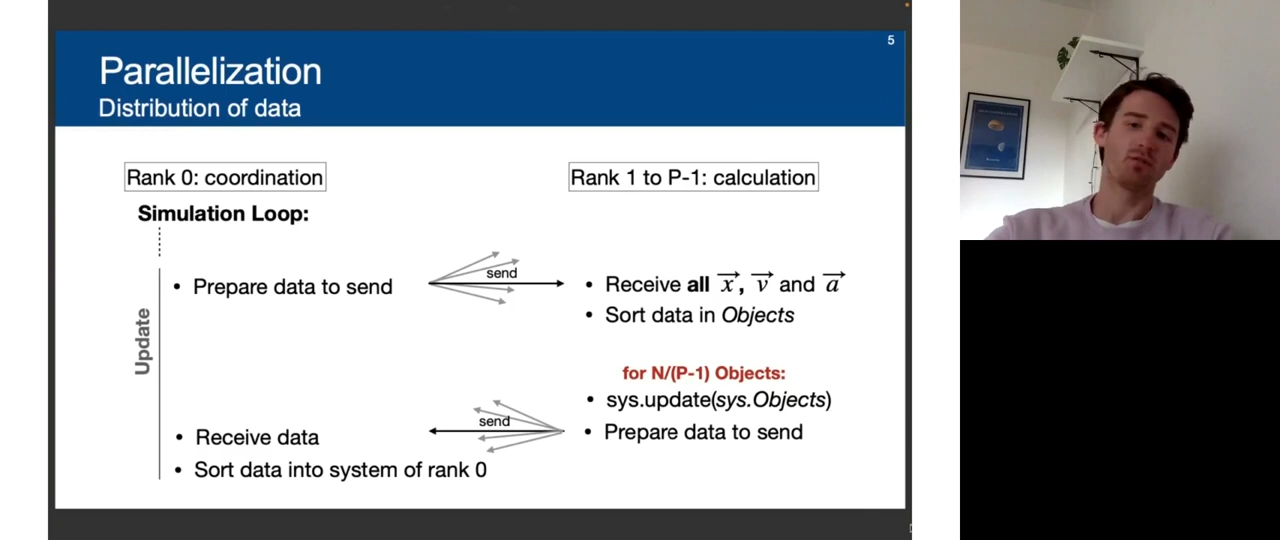 5
Parallelization
Distribution of data
Rank 0: coordination
Rank 1 to P-1: calculation
Simulation Loop:
Update
• Prepare data to send
send
• Receive all x⃗, v⃗ and a⃗
• Sort data in Objects
for N/(P-1) Objects:
• sys.update(sys.Objects)
send
• Prepare data to send
• Receive data
• Sort data into system of rank 0